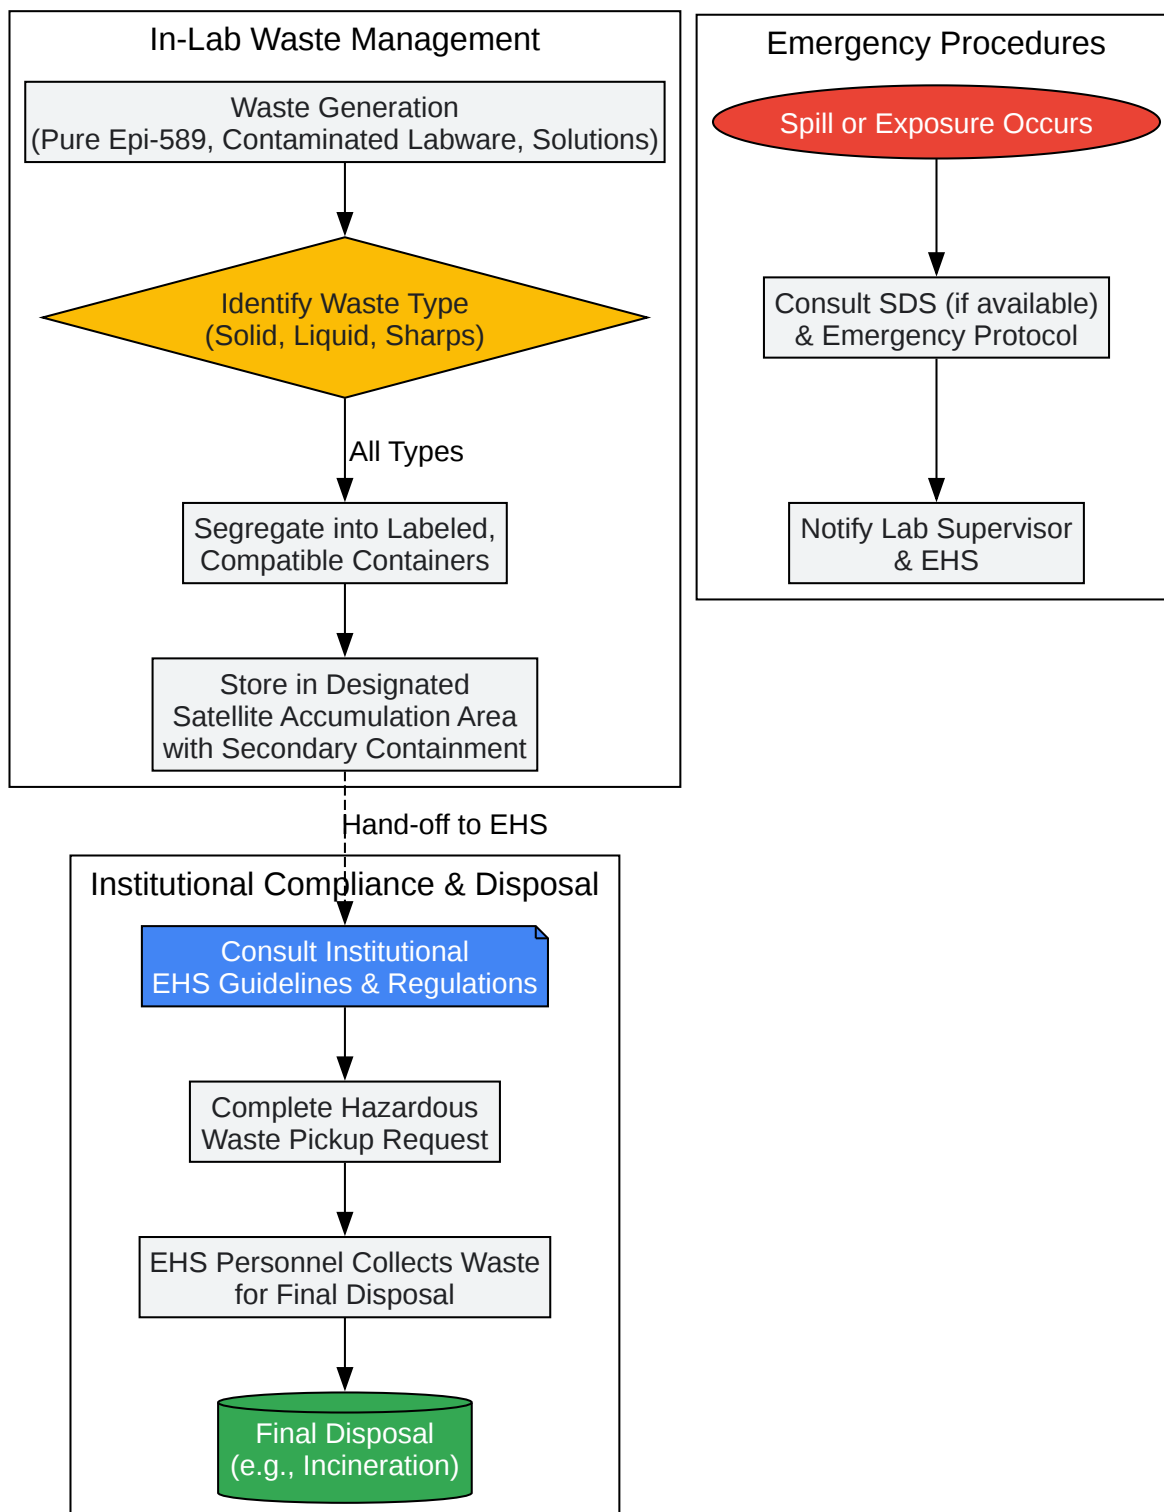 In-Lab Waste Management
Waste Generation
(Pure Epi-589, Contaminated Labware, Solutions)
Identify Waste Type
(Solid, Liquid, Sharps)
All Types
Segregate into Labeled,
Compatible Containers
Store in Designated
Satellite Accumulation Area
with Secondary Containment
Hand-off to EHS
Institutional Compliance & Disposal
Consult Institutional
EHS Guidelines & Regulations
Complete Hazardous
Waste Pickup Request
EHS Personnel Collects Waste
for Final Disposal
Final Disposal
(e.g., Incineration)
Emergency Procedures
Spill or Exposure Occurs
Consult SDS (if available)
& Emergency Protocol
Notify Lab Supervisor
& EHS